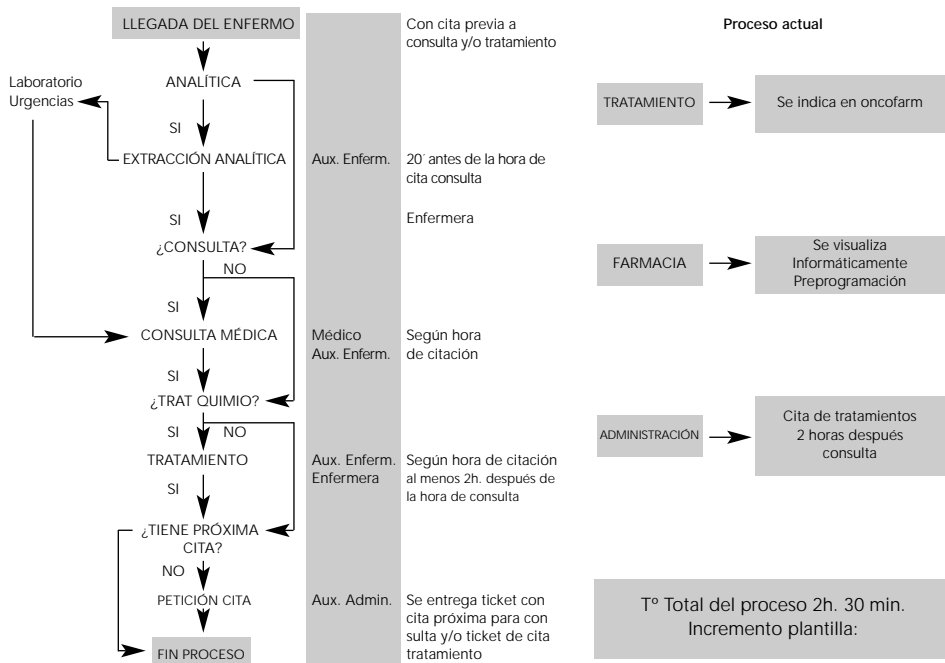 LLEGADA DEL ENFERMO
Con cita previa a
consulta y/o tratamiento
Laboratorio
Urgencias
ANALÍTICA
SI
EXTRACCIÓN ANALÍTICA
Aux. Enferm.
20´ antes de la hora de
cita consulta
SI
Enfermera
¿CONSULTA?
NO
SI
CONSULTA MÉDICA
Médico
Aux. Enferm.
Según hora
de citación
SI
¿TRAT QUIMIO?
SI
NO
TRATAMIENTO
Aux. Enferm.
Enfermera
Según hora de citación
al menos 2h. después de
la hora de consulta
SI
¿TIENE PRÓXIMA
CITA?
NO
PETICIÓN CITA
Aux. Admin.
Se entrega ticket con
cita próxima para con
sulta y/o ticket de cita
tratamiento
FIN PROCESO
Proceso actual
TRATAMIENTO
Se indica en oncofarm
FARMACIA
Se visualiza
Informáticamente
Preprogramación
ADMINISTRACIÓN
Cita de tratamientos
2 horas después
consulta
Tº Total del proceso 2h. 30 min.
Incremento plantilla: